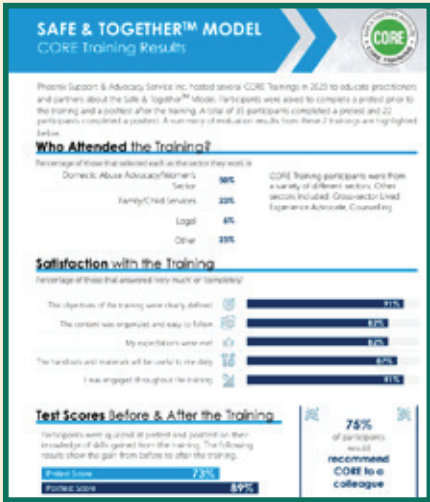 SAFE & TOGETHER™ MODEL
CORE Training Results
CORE
Phoenix Support & Advocacy Service Inc. hosted several CORE Trainings in 2023 to educate practitioners
and partners about the Safe & Together™ Model. Participants were asked to complete a pretest prior to
the training and a posttest after the training. A total of participants completed a pretest and 22
participants completed a posttest. A summary of evaluation results from these 2 trainings are highlighted
below.
Who Attended the Training?
Percentage of those that selected each as the sector they work in
Domestic Abuse Advocacy/Women's
Sector
Family/Child Services
Legal
Other
CORE Training participants were from
a variety of different sectors. Other
sectors included: Cross-sector Lived
Experience Advocate, Counselling
Satisfaction with the Training
Percentage of those that answered 'very much' or 'completely'
The objectives of the training were clearly defined 91%
The content was organized and easy to follow
My expectations were met
The handouts and materials will be useful to me daily 87%
I was engaged throughout the training 91%
Test Scores Before & After the Training
Participants were quizzed at pretest and posttest on their
knowledge of skills gained from the training. The following
results show the gain from before to after the training.
Pretest Score 73%
Posttest Score 89%
75%
of participants
would
recommend
CORE to a
colleague